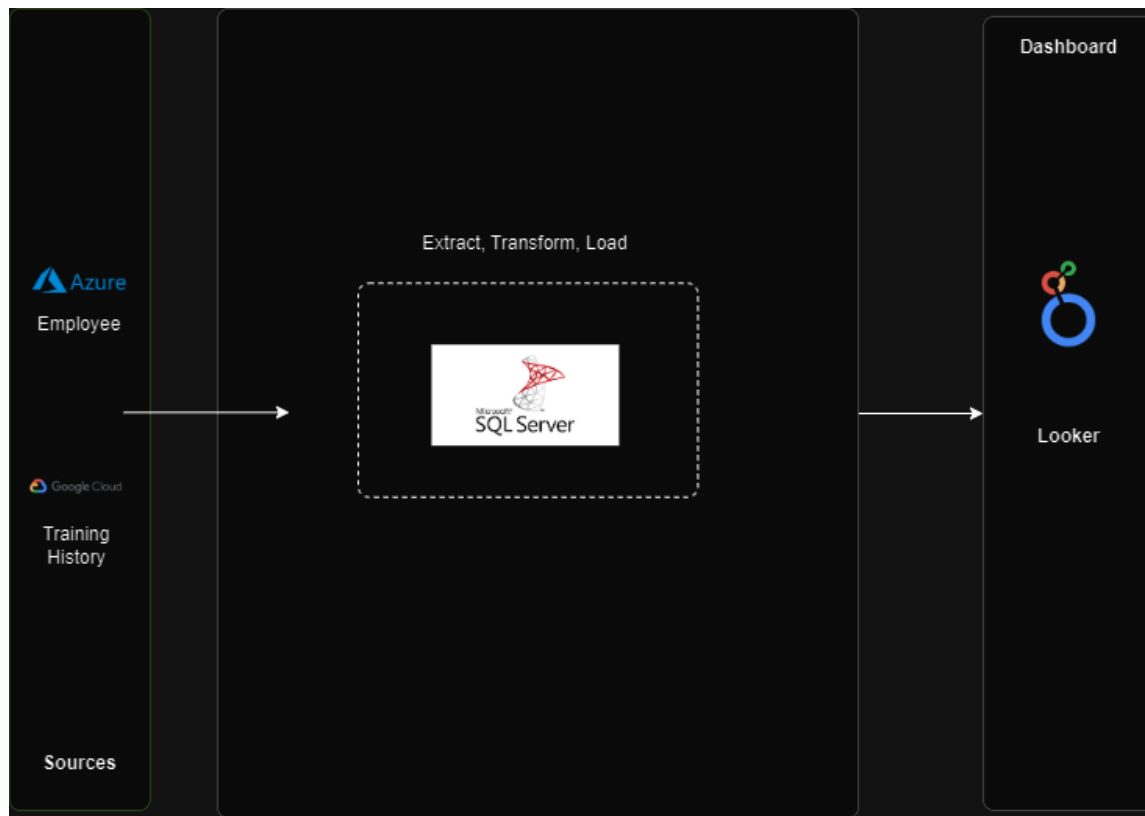 Azure
Employee
Google Cloud
Training
History
Sources
Extract, Transform, Load
Microsoft
SQL Server
Dashboard
Looker